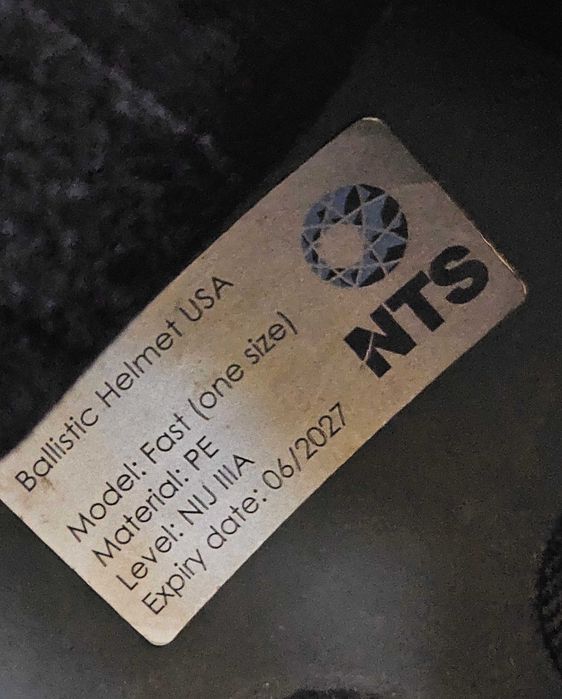 Ballistic Helmet USA
Model: Fast (one size)
Material: PE
Level: NIJ IIIA
Expiry date: 06/2027
NTS